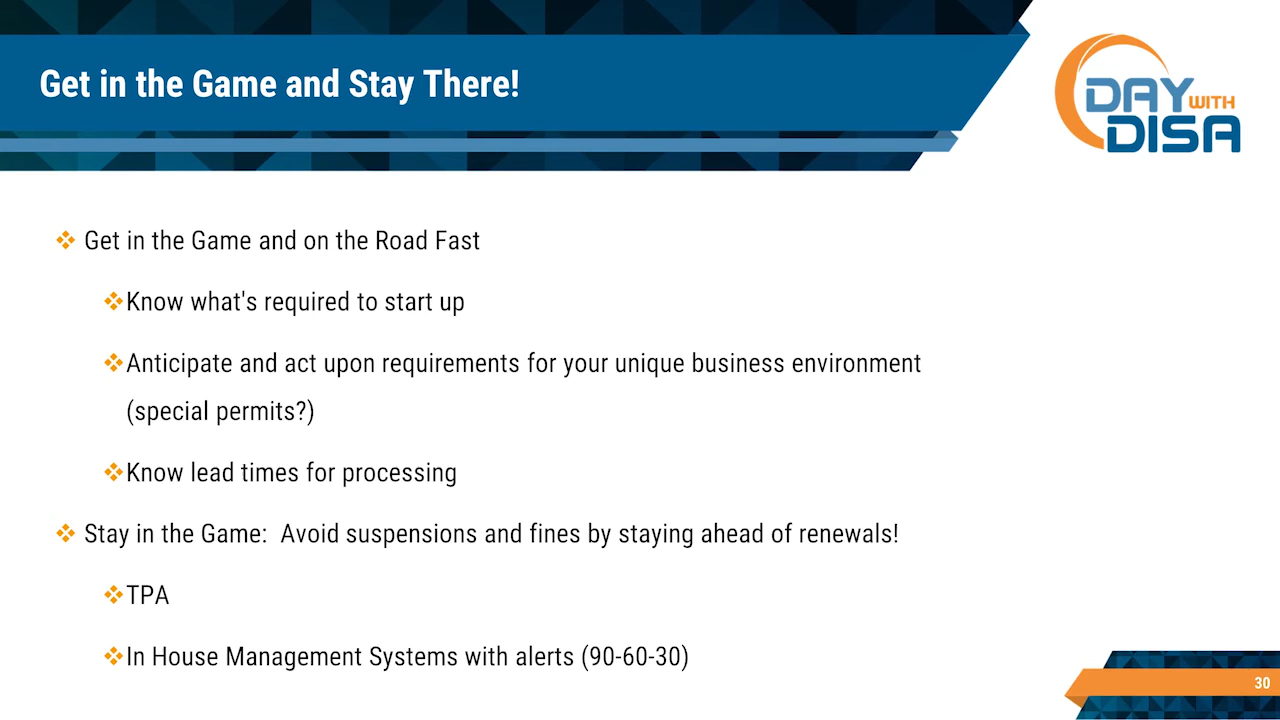 Get in the Game and Stay There!
DAY WITH
DISA
Get in the Game and on the Road Fast
Know what's required to start up
Anticipate and act upon requirements for your unique business environment
(special permits?)
Know lead times for processing
Stay in the Game:  Avoid suspensions and fines by staying ahead of renewals!
TPA
In House Management Systems with alerts (90-60-30)
30